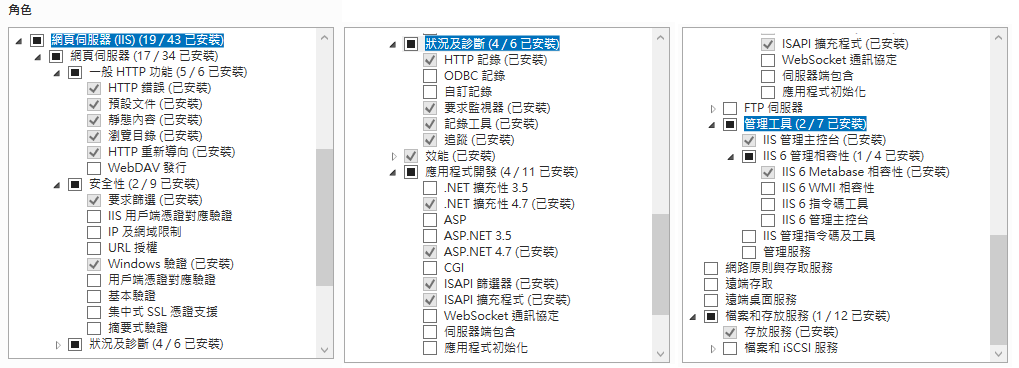 角色
網頁伺服器 (IIS) (19 / 43 已安裝)
網頁伺服器 (17 / 34 已安裝)
一般 HTTP 功能 (5 / 6 已安裝)
HTTP 錯誤 (已安裝)
預設文件 (已安裝)
靜態內容 (已安裝)
瀏覽目錄 (已安裝)
HTTP 重新導向 (已安裝)
WebDAV 發行
安全性 (2 / 9 已安裝)
要求篩選 (已安裝)
IIS 用戶端憑證對應驗證
IP 及網域限制
URL 授權
Windows 驗證 (已安裝)
用戶端憑證對應驗證
基本驗證
集中式 SSL 憑證支援
摘要式驗證
狀況及診斷 (4 / 6 已安裝)
狀況及診斷 (4 / 6 已安裝)
HTTP 記錄 (已安裝)
ODBC 記錄
自訂記錄
要求監視器 (已安裝)
記錄工具 (已安裝)
追蹤 (已安裝)
效能 (已安裝)
應用程式開發 (4 / 11 已安裝)
.NET 擴充性 3.5
.NET 擴充性 4.7 (已安裝)
ASP
ASP.NET 3.5
ASP.NET 4.7 (已安裝)
CGI
ISAPI 篩選器 (已安裝)
ISAPI 擴充程式 (已安裝)
WebSocket 通訊協定
伺服器端包含
應用程式初始化
ISAPI 擴充程式 (已安裝)
WebSocket 通訊協定
伺服器端包含
應用程式初始化
FTP 伺服器
管理工具 (2 / 7 已安裝)
IIS 管理主控台 (已安裝)
IIS 6 管理相容性 (1 / 4 已安裝)
IIS 6 Metabase 相容性 (已安裝)
IIS 6 WMI 相容性
IIS 6 指令碼工具
IIS 6 管理主控台
IIS 管理指令碼及工具
管理服務
網路原則與存取服務
遠端存取
遠端桌面服務
檔案和存放服務 (1 / 12 已安裝)
存放服務 (已安裝)
檔案和 iSCSI 服務